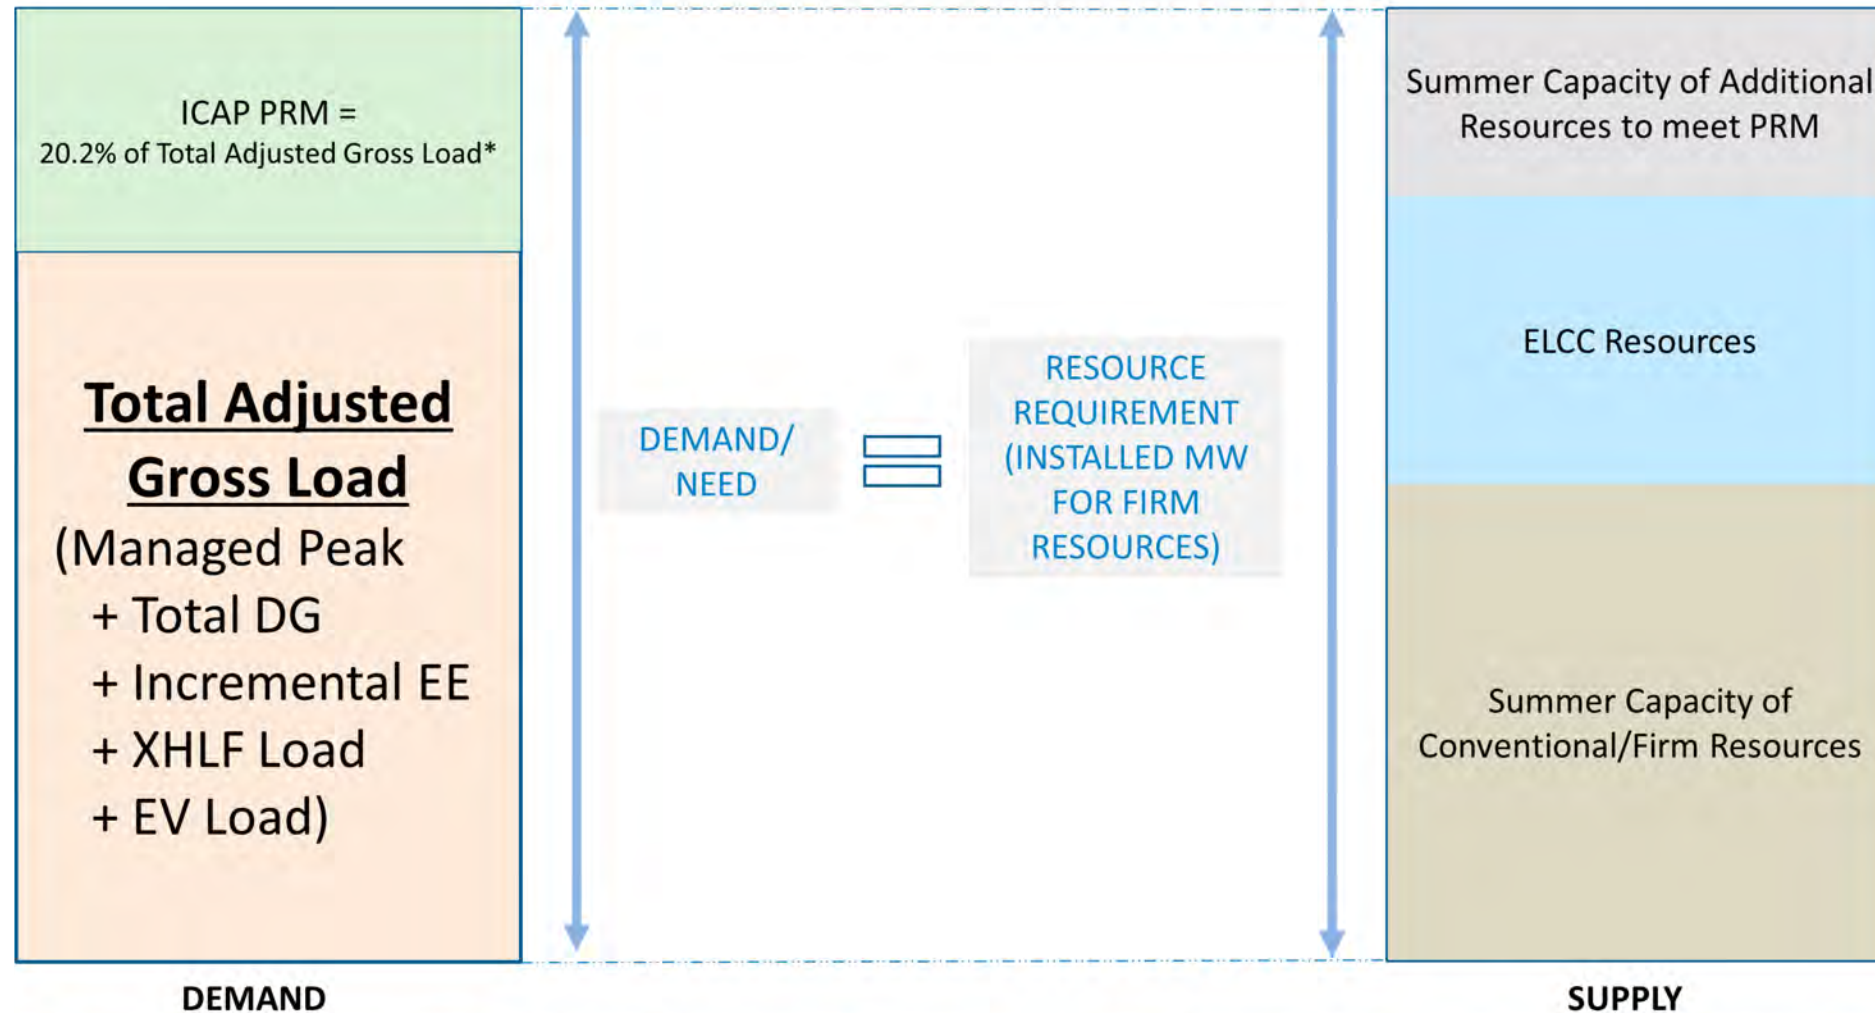 ICAP PRM =
20.2% of Total Adjusted Gross Load*
Total Adjusted
Gross Load
(Managed Peak
+ Total DG
+ Incremental EE
+ XHLF Load
+ EV Load)
DEMAND
DEMAND/
NEED
RESOURCE
REQUIREMENT
(INSTALLED MW
FOR FIRM
RESOURCES)
Summer Capacity of Additional
Resources to meet PRM
ELCC Resources
Summer Capacity of
Conventional/Firm Resources
SUPPLY